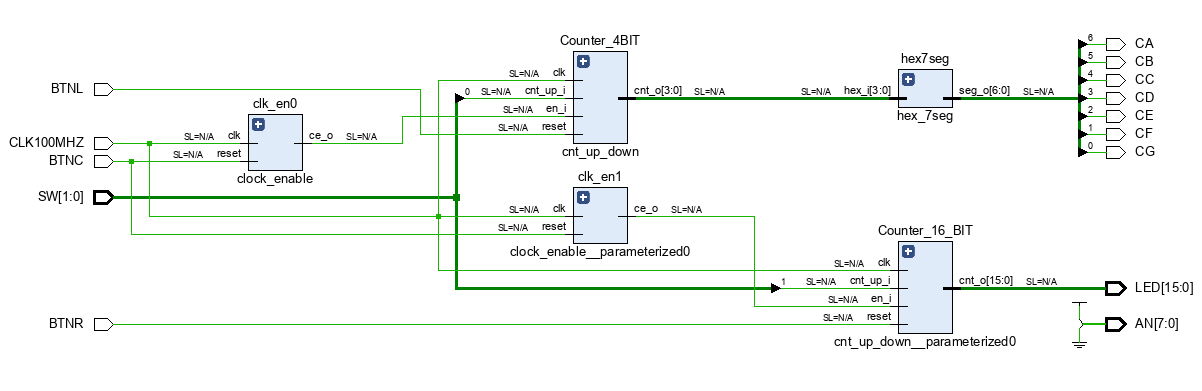 Counter_4BIT
SL=N/A clk
0 SL=N/A cnt_up_i cnt_o[3:0] SL=N/A
SL=N/A en_i
SL=N/A reset
cnt_up_down
hex7seg
SL=N/A hex_i[3:0] seg_o[6:0] SL=N/A
hex_7seg
6 CA
5 CB
4 CC
3 CD
2 CE
1 CF
0 CG
BTNL
clk_en0
CLK100MHZ SL=N/A clk ce_o SL=N/A
BTNC SL=N/A reset
clock_enable
SW[1:0]
clk_en1
SL=N/A clk ce_o SL=N/A
SL=N/A reset
clock_enable__parameterized0
Counter_16_BIT
SL=N/A clk
1 SL=N/A cnt_up_i cnt_o[15:0] SL=N/A LED[15:0]
SL=N/A en_i
BTNR SL=N/A reset AN[7:0]
cnt_up_down__parameterized0